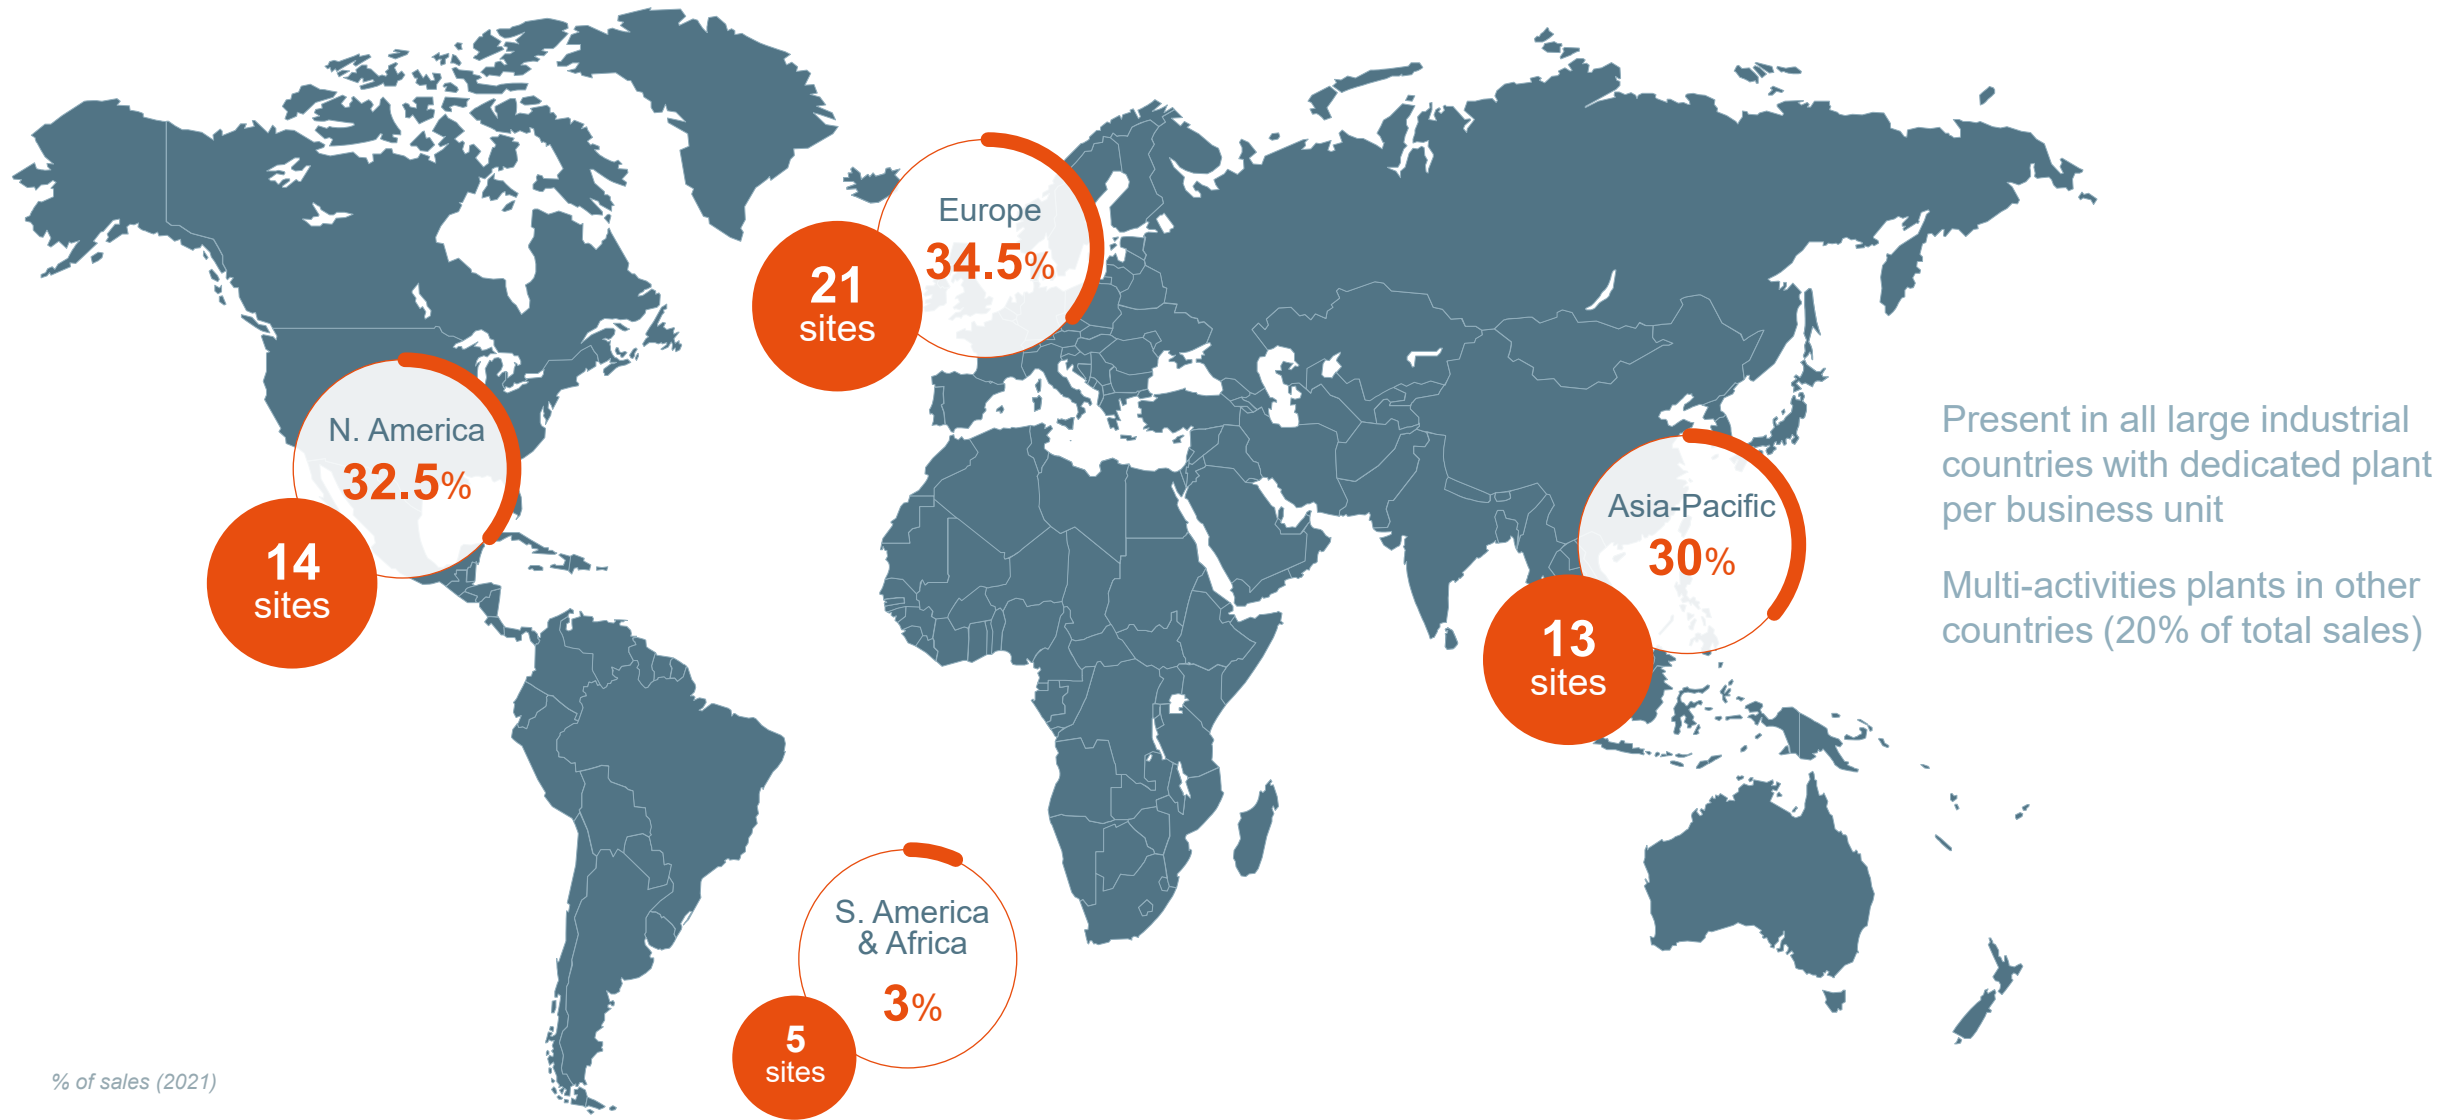 Europe
34.5%
21
sites
N. America
32.5%
14
sites
Asia-Pacific
30%
13
sites
S. America
& Africa
3%
5
sites
Present in all large industrial
countries with dedicated plant
per business unit
Multi-activities plants in other
countries (20% of total sales)
% of sales (2021)